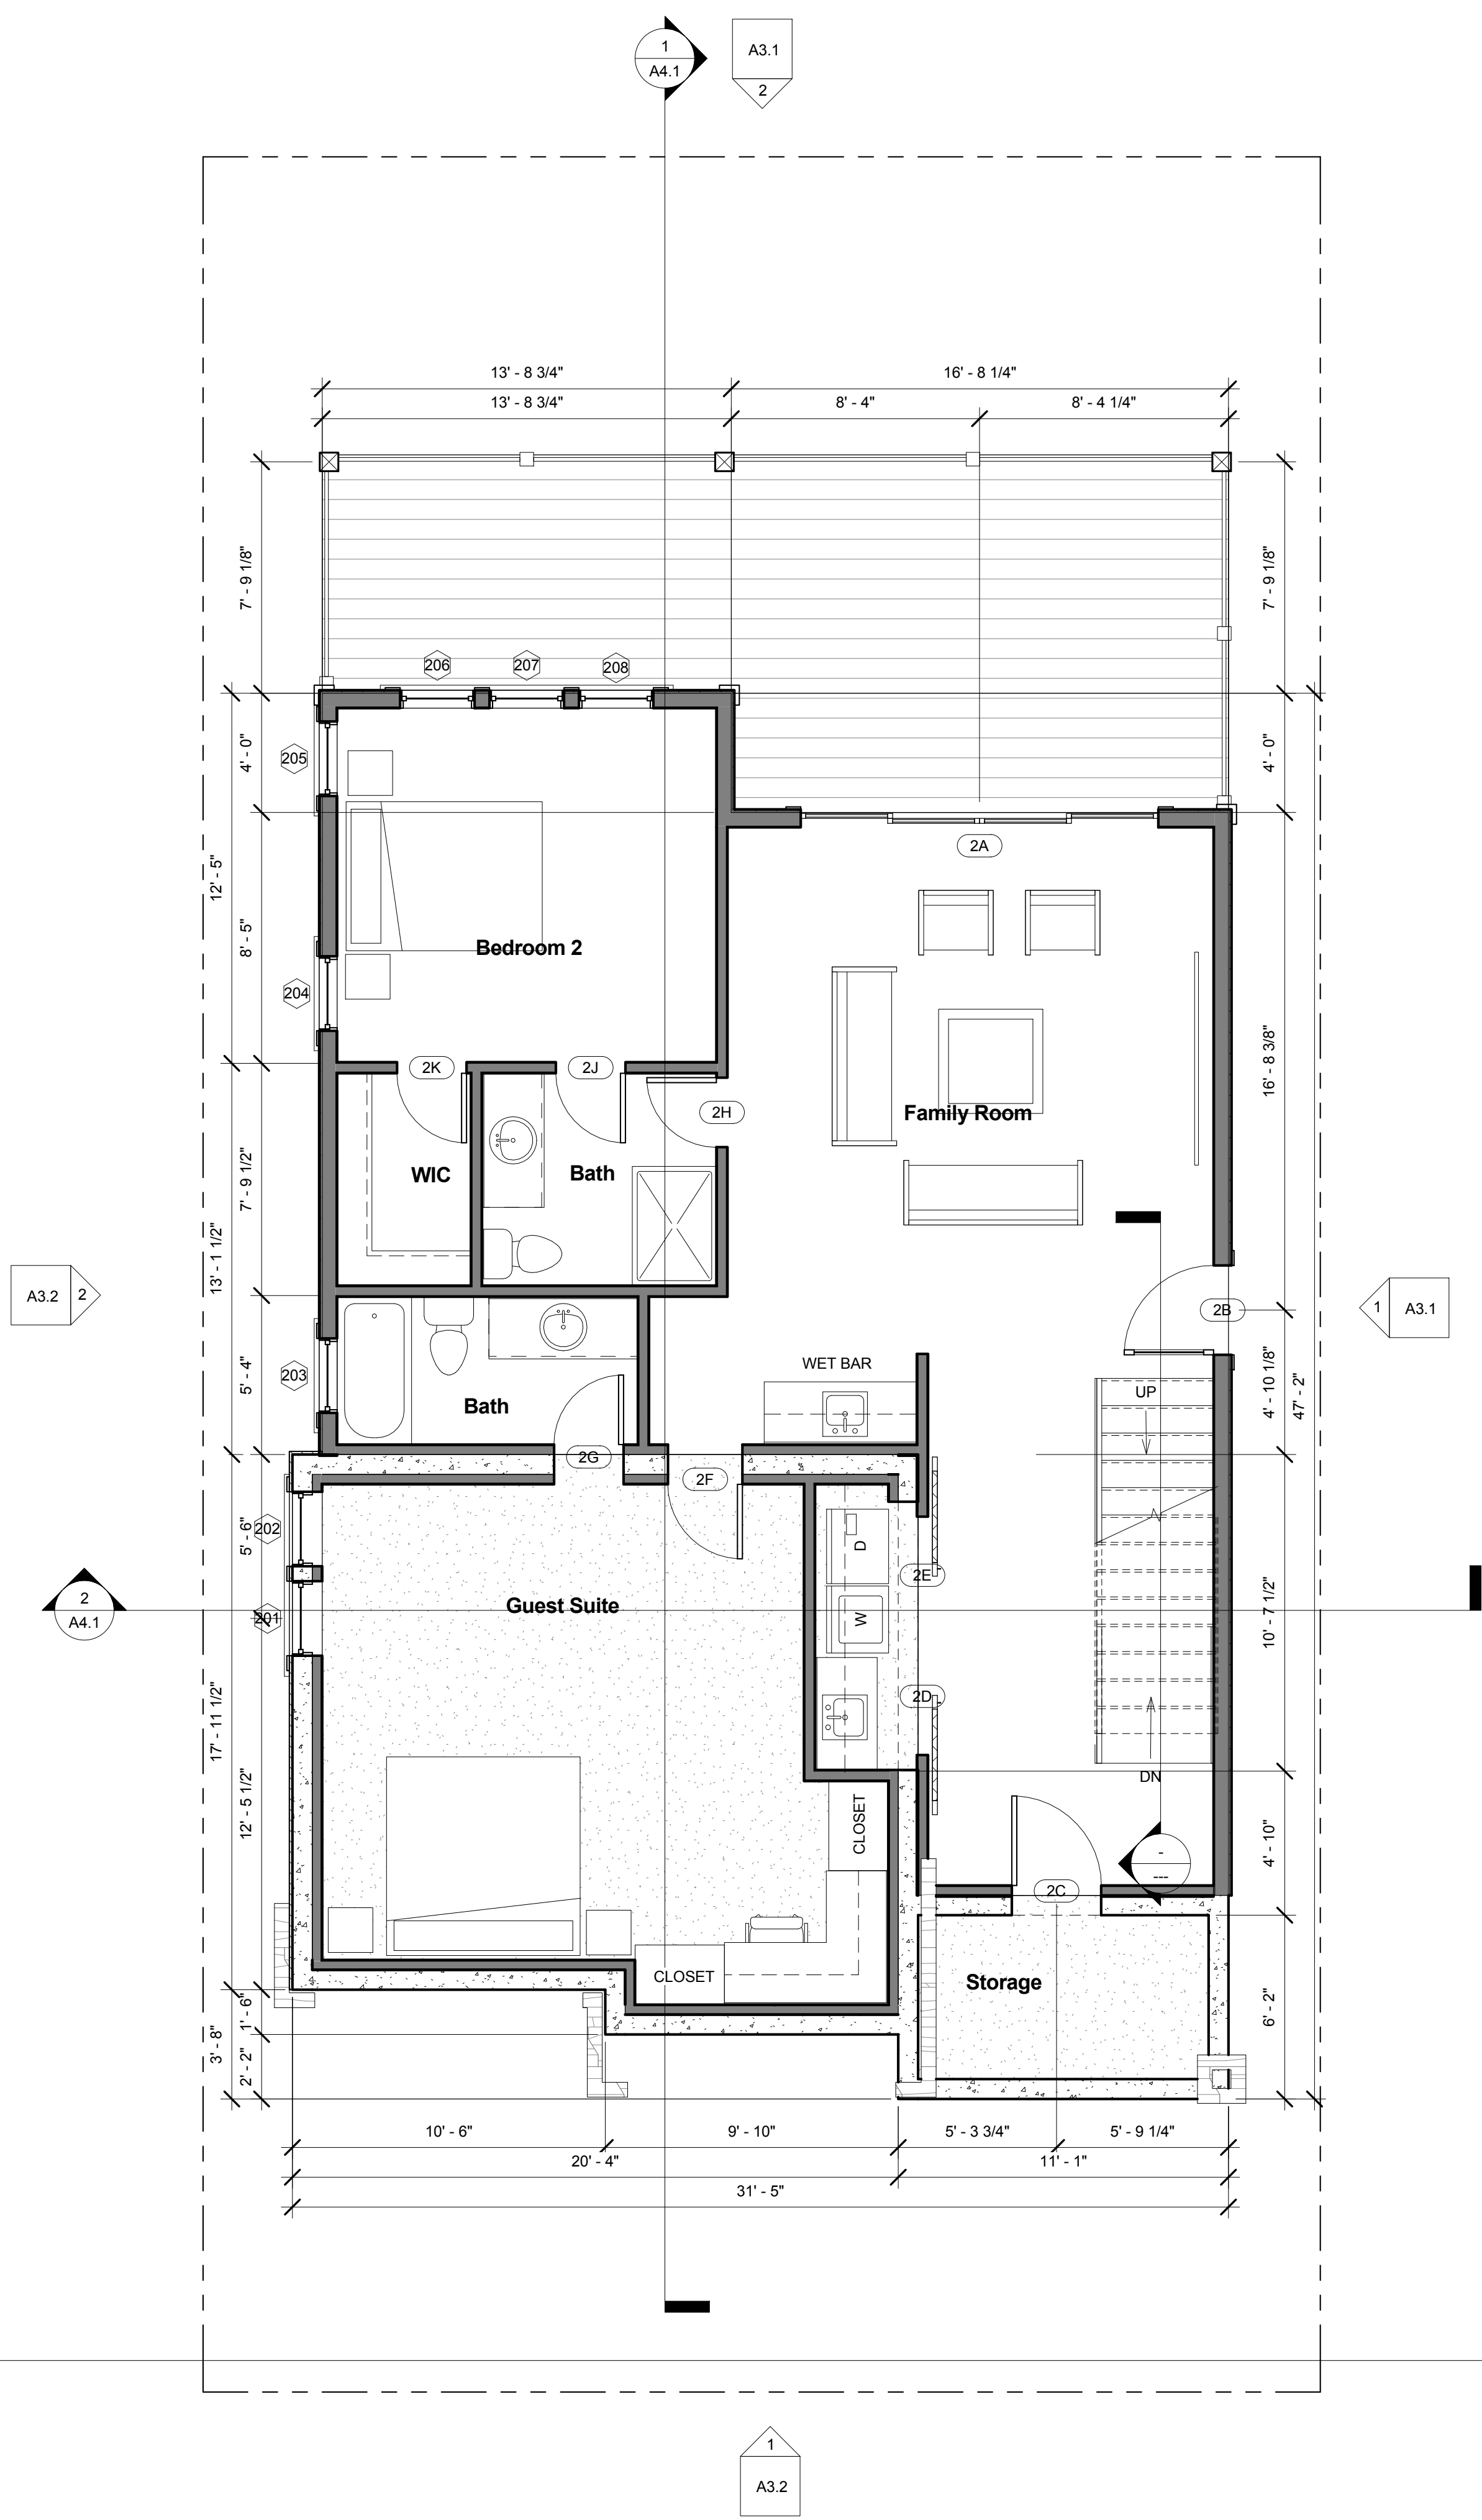 1
A4.1
A3.1
2
13' - 8 3/4"
16' - 8 1/4"
13' - 8 3/4"
8' - 4"
8' - 4 1/4"
7' - 9 1/8"
7' - 9 1/8"
206
207
208
205
4' - 0"
4' - 0"
2A
12' - 5"
8' - 5"
Bedroom 2
204
16' - 8 3/8"
2K
2J
2H
Family Room
WIC
Bath
7' - 9 1/2"
13' - 1 1/2"
A3.2
2
2B
1
A3.1
203
5' - 4"
WET BAR
4' - 10 1/8"
47' - 2"
UP
Bath
2G
2F
5' - 6"
202
D
2E
2
A4.1
201
Guest Suite
W
10' - 7 1/2"
2D
17' - 11 1/2"
12' - 5 1/2"
DN
CLOSET
4' - 10"
-
---
2C
CLOSET
Storage
6' - 2"
1' - 6"
3' - 8"
2' - 2"
10' - 6"
9' - 10"
5' - 3 3/4"
5' - 9 1/4"
20' - 4"
11' - 1"
31' - 5"
1
A3.2